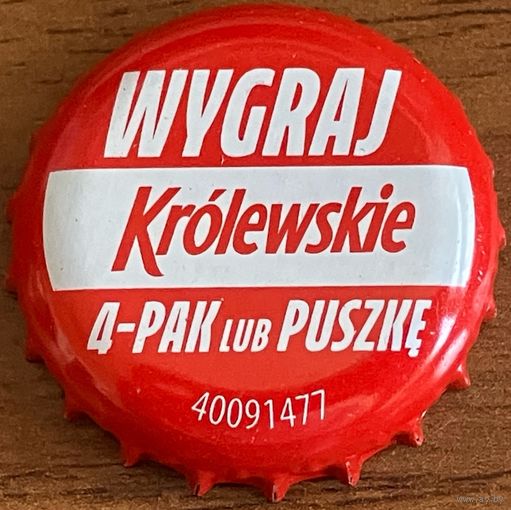 WYGRAJ
Królewskie
4-PAK LUB PUSZKĘ
40091477